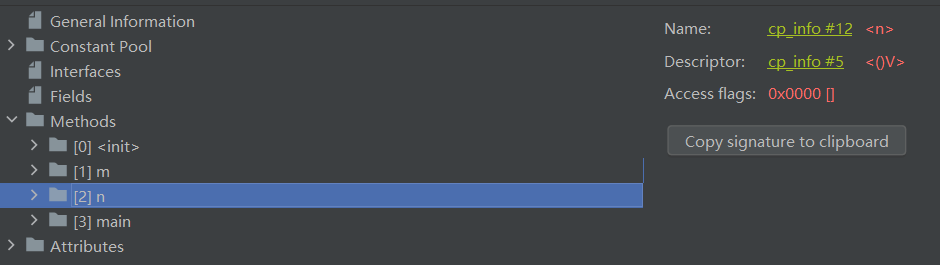 General Information
Constant Pool
Interfaces
Fields
Methods
[0] <init>
[1] m
[2] n
[3] main
Attributes
Name: cp_info #12 <n>
Descriptor: cp_info #5 <()V>
Access flags: 0x0000 []
Copy signature to clipboard